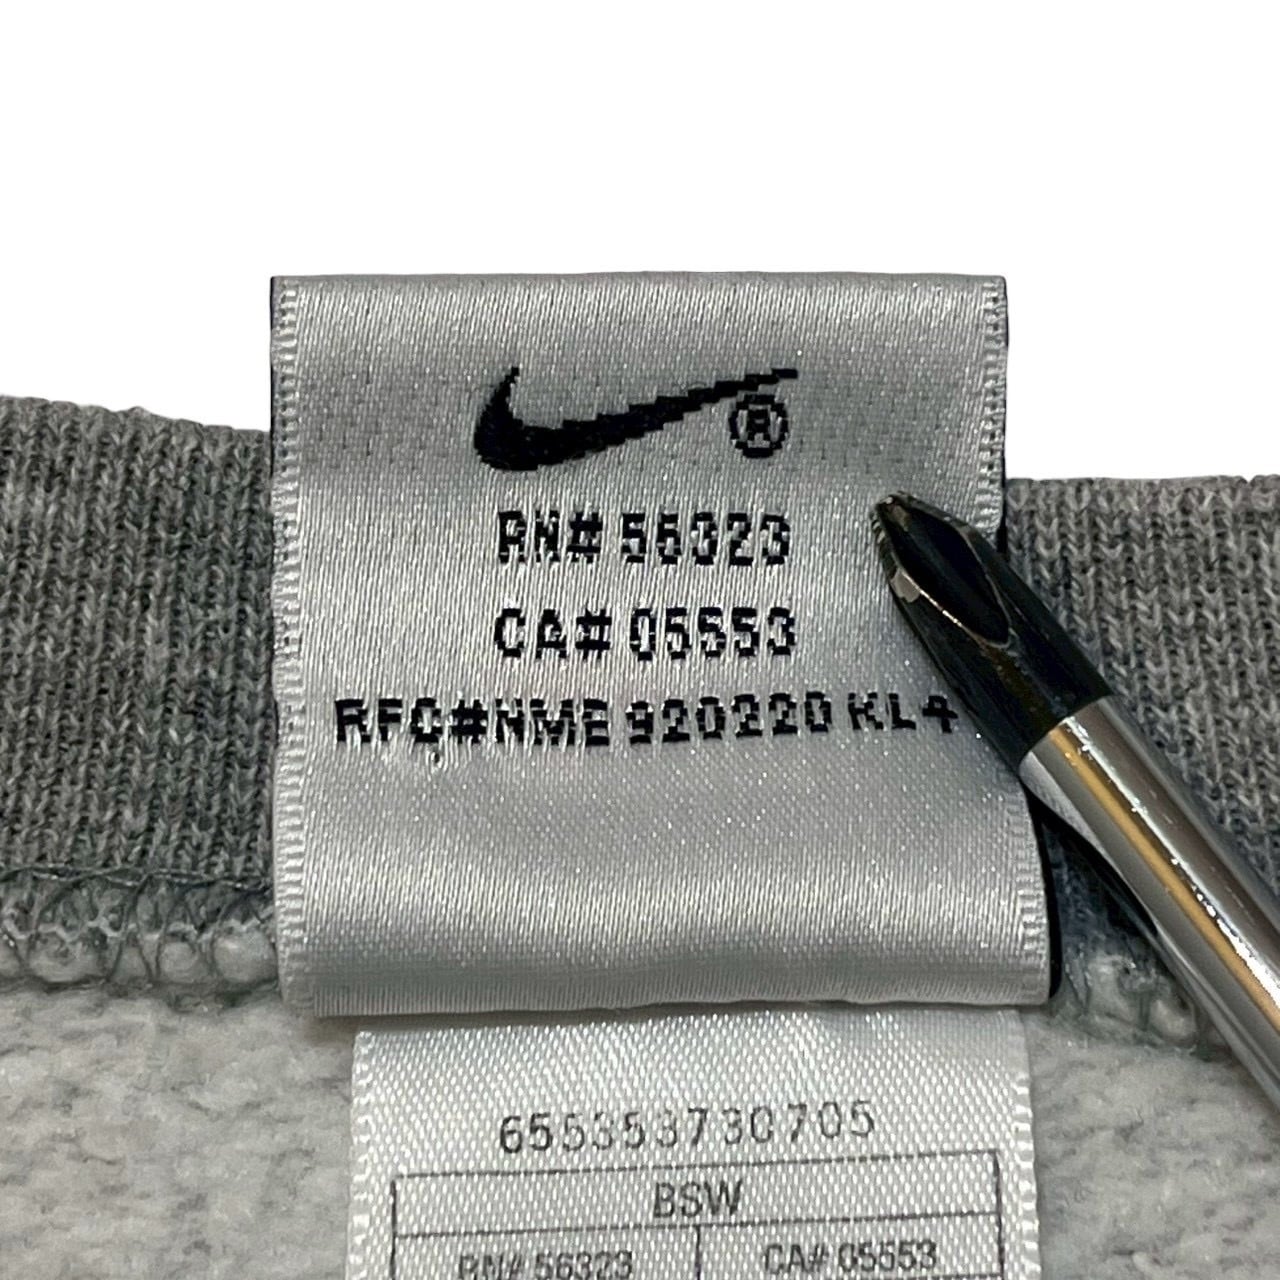 ®
RN# 56323
CA# 05553
RFC#NME 920220 KL4
655353730705
BSW
RN# 56323 CA# 05553